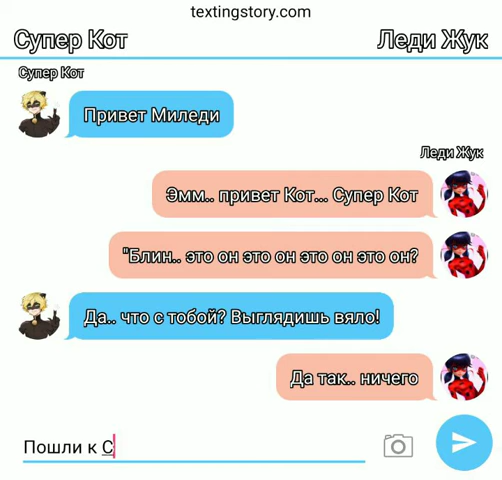 textingstory.com
Супер Кот Леди Жук
Супер Кот
Привет Миледи
Леди Жук
Эмм.. привет Кот... Супер Кот
"Блин.. это он это он это он это он?
Да.. что с тобой? Выглядишь вяло!
Да так.. ничего
Пошли к С